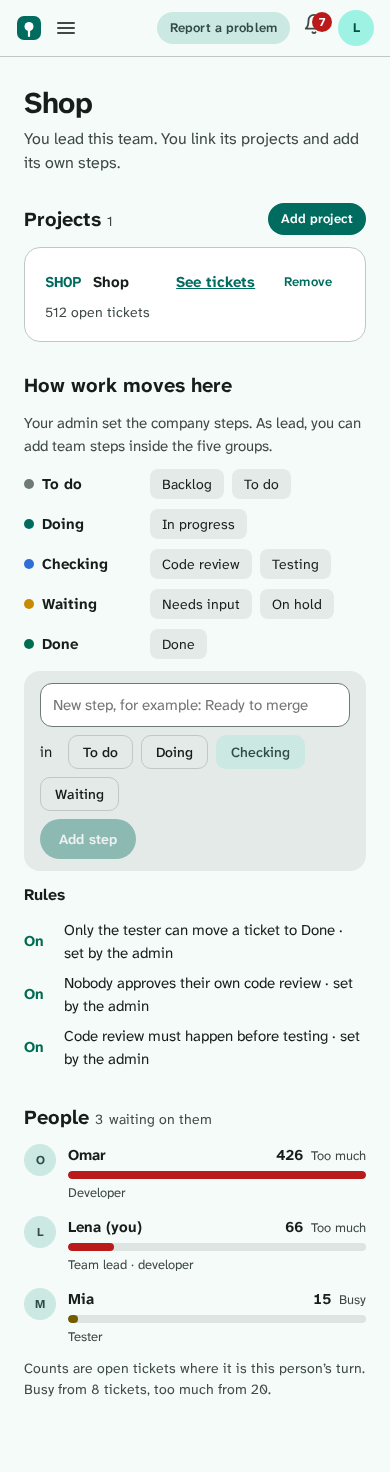 Report a problem
7
L
Shop
You lead this team. You link its projects and add
its own steps.
Projects 1
Add project
SHOP Shop See tickets Remove
512 open tickets
How work moves here
Your admin set the company steps. As lead, you can
add team steps inside the five groups.
To do Backlog To do
Doing In progress
Checking Code review Testing
Waiting Needs input On hold
Done Done
New step, for example: Ready to merge
in To do Doing Checking
Waiting
Add step
Rules
On Only the tester can move a ticket to Done ·
set by the admin
On Nobody approves their own code review · set
by the admin
On Code review must happen before testing · set
by the admin
People 3 waiting on them
O Omar 426 Too much
Developer
L Lena (you) 66 Too much
Team lead · developer
M Mia 15 Busy
Tester
Counts are open tickets where it is this person’s turn.
Busy from 8 tickets, too much from 20.